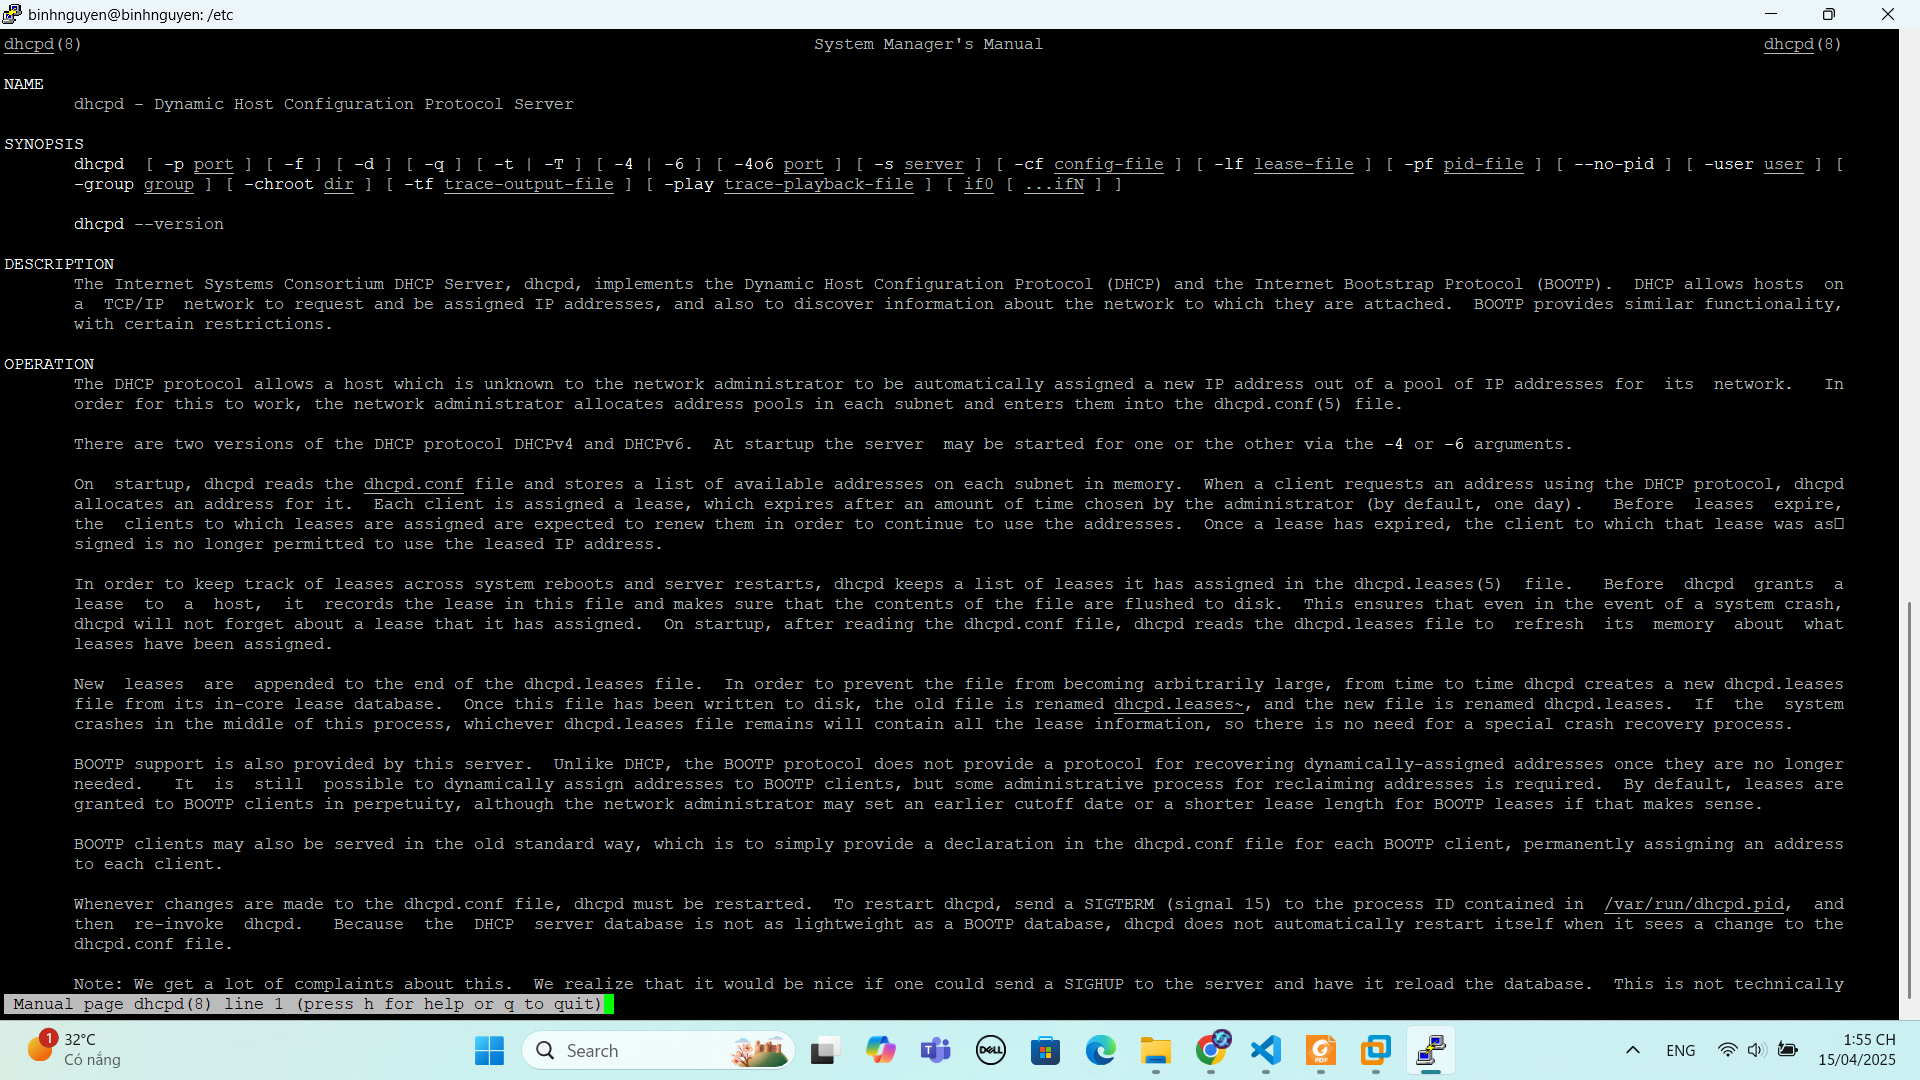 binhnguyen@binhnguyen: /etc
dhcpd(8) System Manager's Manual dhcpd(8)
NAME
dhcpd - Dynamic Host Configuration Protocol Server
SYNOPSIS
dhcpd [ -p port ] [ -f ] [ -d ] [ -q ] [ -t | -T ] [ -4 | -6 ] [ -4o6 port ] [ -s server ] [ -cf config-file ] [ -lf lease-file ] [ -pf pid-file ] [ --no-pid ] [ -user user ] [
-group group ] [ -chroot dir ] [ -tf trace-output-file ] [ -play trace-playback-file ] [ if0 [ ...ifN ] ]
dhcpd --version
DESCRIPTION
The Internet Systems Consortium DHCP Server, dhcpd, implements the Dynamic Host Configuration Protocol (DHCP) and the Internet Bootstrap Protocol (BOOTP). DHCP allows hosts on
a TCP/IP network to request and be assigned IP addresses, and also to discover information about the network to which they are attached. BOOTP provides similar functionality,
with certain restrictions.
OPERATION
The DHCP protocol allows a host which is unknown to the network administrator to be automatically assigned a new IP address out of a pool of IP addresses for its network. In
order for this to work, the network administrator allocates address pools in each subnet and enters them into the dhcpd.conf(5) file.
There are two versions of the DHCP protocol DHCPv4 and DHCPv6. At startup the server may be started for one or the other via the -4 or -6 arguments.
On startup, dhcpd reads the dhcpd.conf file and stores a list of available addresses on each subnet in memory. When a client requests an address using the DHCP protocol, dhcpd
allocates an address for it. Each client is assigned a lease, which expires after an amount of time chosen by the administrator (by default, one day). Before leases expire,
the clients to which leases are assigned are expected to renew them in order to continue to use the addresses. Once a lease has expired, the client to which that lease was as□
signed is no longer permitted to use the leased IP address.
In order to keep track of leases across system reboots and server restarts, dhcpd keeps a list of leases it has assigned in the dhcpd.leases(5) file. Before dhcpd grants a
lease to a host, it records the lease in this file and makes sure that the contents of the file are flushed to disk. This ensures that even in the event of a system crash,
dhcpd will not forget about a lease that it has assigned. On startup, after reading the dhcpd.conf file, dhcpd reads the dhcpd.leases file to refresh its memory about what
leases have been assigned.
New leases are appended to the end of the dhcpd.leases file. In order to prevent the file from becoming arbitrarily large, from time to time dhcpd creates a new dhcpd.leases
file from its in-core lease database. Once this file has been written to disk, the old file is renamed dhcpd.leases~, and the new file is renamed dhcpd.leases. If the system
crashes in the middle of this process, whichever dhcpd.leases file remains will contain all the lease information, so there is no need for a special crash recovery process.
BOOTP support is also provided by this server. Unlike DHCP, the BOOTP protocol does not provide a protocol for recovering dynamically-assigned addresses once they are no longer
needed. It is still possible to dynamically assign addresses to BOOTP clients, but some administrative process for reclaiming addresses is required. By default, leases are
granted to BOOTP clients in perpetuity, although the network administrator may set an earlier cutoff date or a shorter lease length for BOOTP leases if that makes sense.
BOOTP clients may also be served in the old standard way, which is to simply provide a declaration in the dhcpd.conf file for each BOOTP client, permanently assigning an address
to each client.
Whenever changes are made to the dhcpd.conf file, dhcpd must be restarted. To restart dhcpd, send a SIGTERM (signal 15) to the process ID contained in /var/run/dhcpd.pid, and
then re-invoke dhcpd. Because the DHCP server database is not as lightweight as a BOOTP database, dhcpd does not automatically restart itself when it sees a change to the
dhcpd.conf file.
Note: We get a lot of complaints about this. We realize that it would be nice if one could send a SIGHUP to the server and have it reload the database. This is not technically
Manual page dhcpd(8) line 1 (press h for help or q to quit)
1
32°C
Có nắng
Search
DELL
PDF
ENG
1:55 CH
15/04/2025